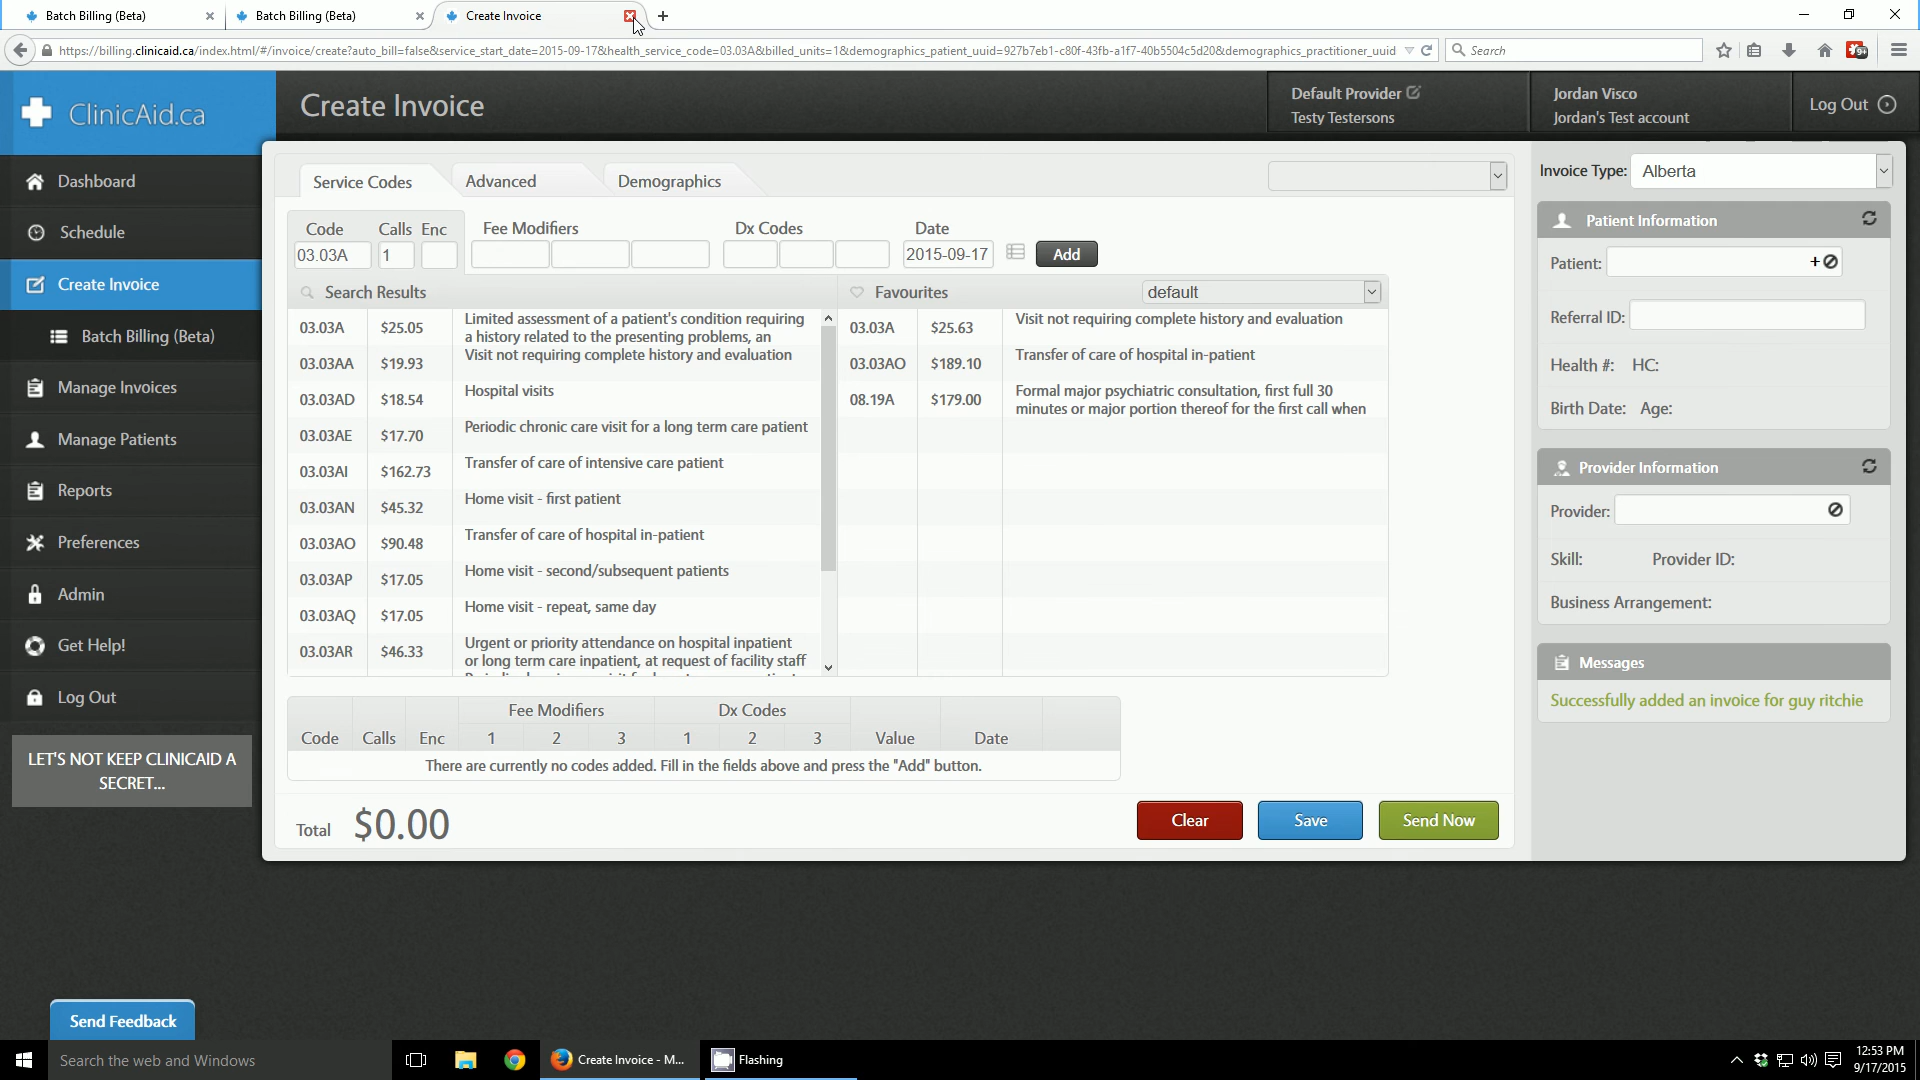 Batch Billing (Beta)
Batch Billing (Beta)
Create Invoice
https://billing.clinicaid.ca/index.html/#/invoice/create?auto_bill=false&service_start_date=2015-09-17&health_service_code=03.03A&billed_units=1&demographics_patient_uuid=927b7eb1-c80f-43fb-a1f7-40b5504c5d20&demographics_practitioner_uuid
Search
9+
ClinicAid.ca
Create Invoice
Default Provider
Testy Testersons
Jordan Visco
Jordan's Test account
Log Out
Dashboard
Schedule
Create Invoice
Batch Billing (Beta)
Manage Invoices
Manage Patients
Reports
Preferences
Admin
Get Help!
Log Out
LET'S NOT KEEP CLINICAID A
SECRET...
Service Codes
Advanced
Demographics
Code Calls Enc Fee Modifiers Dx Codes Date
03.03A 1 2015-09-17 Add
Search Results
03.03A $25.05 Limited assessment of a patient's condition requiring
a history related to the presenting problems, an
03.03AA $19.93 Visit not requiring complete history and evaluation
03.03AD $18.54 Hospital visits
03.03AE $17.70 Periodic chronic care visit for a long term care patient
03.03AI $162.73 Transfer of care of intensive care patient
03.03AN $45.32 Home visit - first patient
03.03AO $90.48 Transfer of care of hospital in-patient
03.03AP $17.05 Home visit - second/subsequent patients
03.03AQ $17.05 Home visit - repeat, same day
03.03AR $46.33 Urgent or priority attendance on hospital inpatient
or long term care inpatient, at request of facility staff
Favourites default
03.03A $25.63 Visit not requiring complete history and evaluation
03.03AO $189.10 Transfer of care of hospital in-patient
08.19A $179.00 Formal major psychiatric consultation, first full 30
minutes or major portion thereof for the first call when
Fee Modifiers Dx Codes
Code Calls Enc 1 2 3 1 2 3 Value Date
There are currently no codes added. Fill in the fields above and press the "Add" button.
Total $0.00
Clear
Save
Send Now
Invoice Type: Alberta
Patient Information
Patient:
Referral ID:
Health #: HC:
Birth Date: Age:
Provider Information
Provider:
Skill: Provider ID:
Business Arrangement:
Messages
Successfully added an invoice for guy ritchie
Send Feedback
Search the web and Windows
Create Invoice - M...
Flashing
12:53 PM
9/17/2015